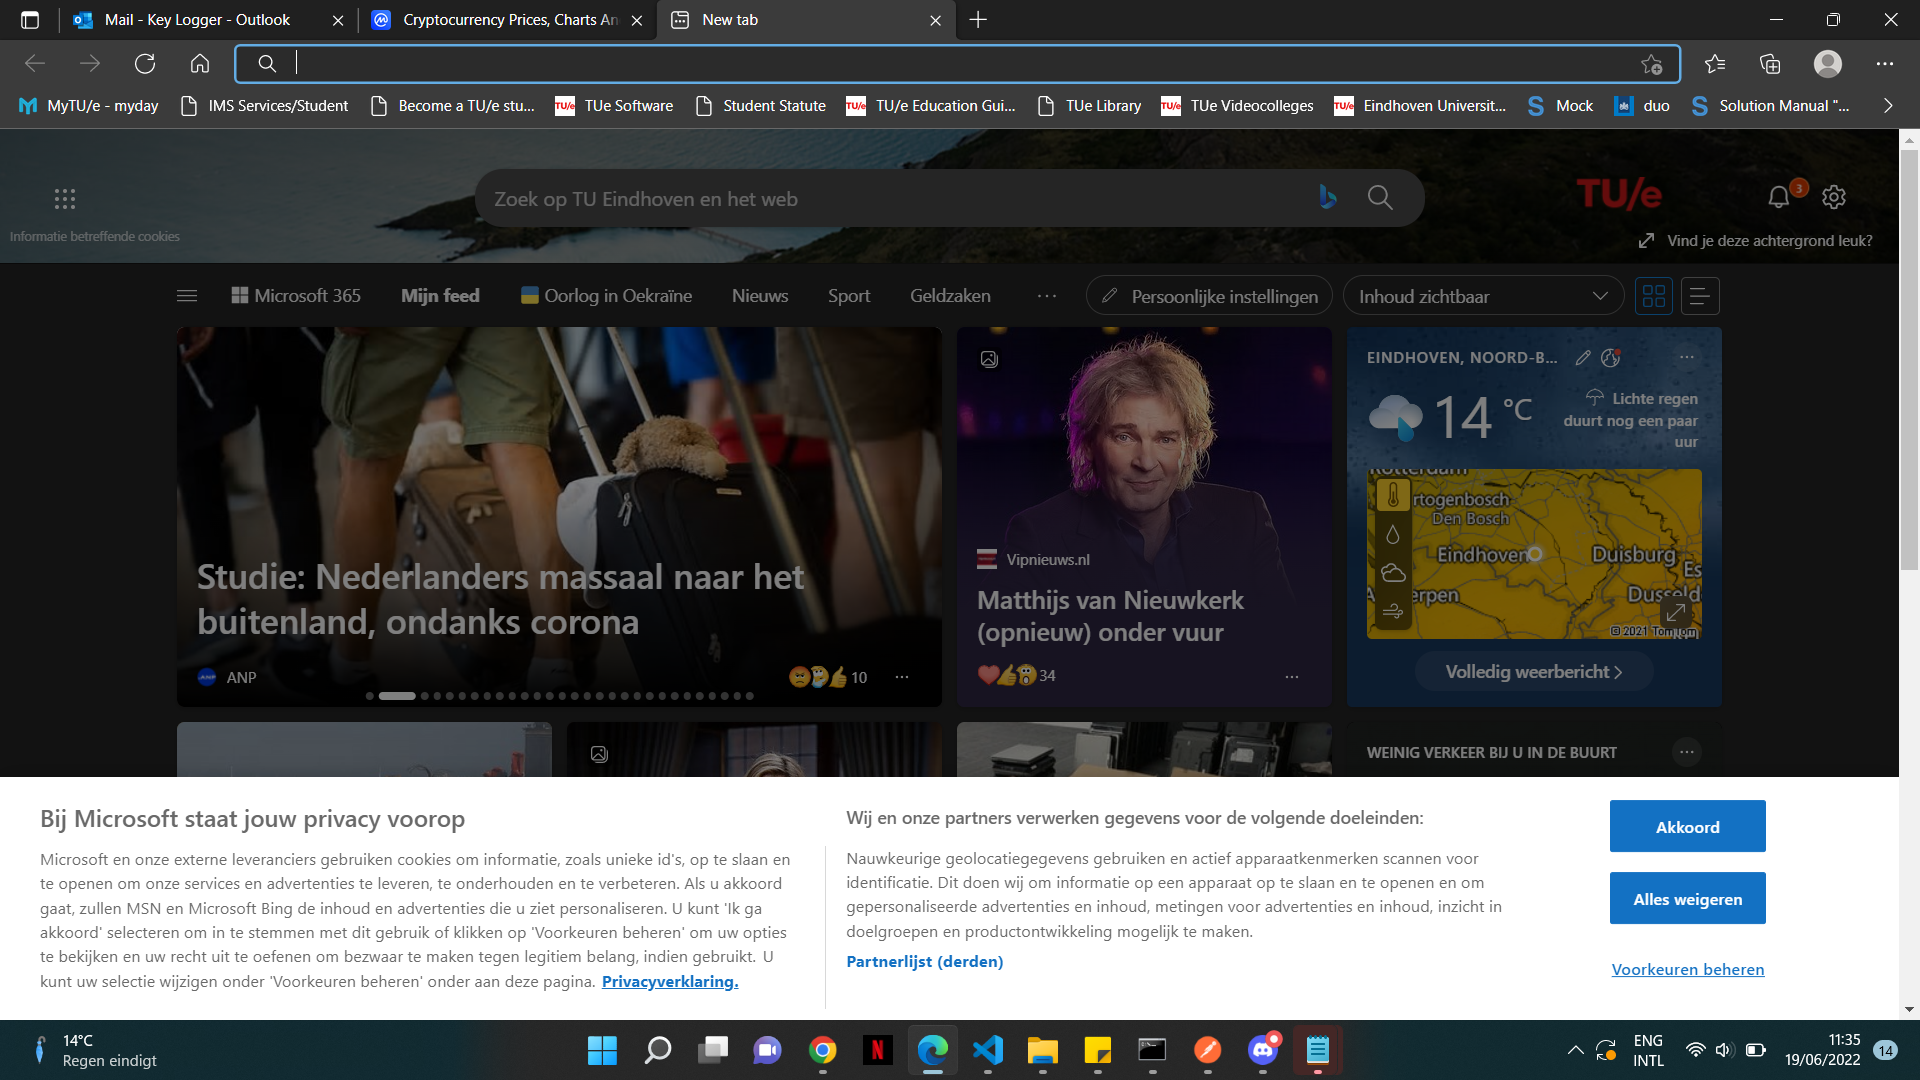 Mail - Key Logger - Outlook
Cryptocurrency Prices, Charts An
New tab
MyTU/e - myday
IMS Services/Student
Become a TU/e stu...
TU/e TUe Software
Student Statute
TU/e TU/e Education Gui...
TUe Library
TU/e TUe Videocolleges
TU/e Eindhoven Universit...
Mock
duo
Solution Manual "...
Zoek op TU Eindhoven en het web
TU/e
3
Informatie betreffende cookies
Vind je deze achtergrond leuk?
Microsoft 365
Mijn feed
Oorlog in Oekraïne
Nieuws
Sport
Geldzaken
Persoonlijke instellingen
Inhoud zichtbaar
Studie: Nederlanders massaal naar het
buitenland, ondanks corona
ANP
10
Vipnieuws.nl
Matthijs van Nieuwkerk
(opnieuw) onder vuur
34
EINDHOVEN, NOORD-B...
14 °C
Lichte regen
duurt nog een paar
uur
Rotterdam
rtogenbosch
Den Bosch
Eindhoven
Duisburg
Es
erpen
Dusseld
© 2021 TomTom
Volledig weerbericht
WEINIG VERKEER BIJ U IN DE BUURT
Bij Microsoft staat jouw privacy voorop
Microsoft en onze externe leveranciers gebruiken cookies om informatie, zoals unieke id's, op te slaan en
te openen om onze services en advertenties te leveren, te onderhouden en te verbeteren. Als u akkoord
gaat, zullen MSN en Microsoft Bing de inhoud en advertenties die u ziet personaliseren. U kunt 'Ik ga
akkoord' selecteren om in te stemmen met dit gebruik of klikken op 'Voorkeuren beheren' om uw opties
te bekijken en uw recht uit te oefenen om bezwaar te maken tegen legitiem belang, indien gebruikt. U
kunt uw selectie wijzigen onder 'Voorkeuren beheren' onder aan deze pagina. Privacyverklaring.
Wij en onze partners verwerken gegevens voor de volgende doeleinden:
Nauwkeurige geolocatiegegevens gebruiken en actief apparaatkenmerken scannen voor
identificatie. Dit doen wij om informatie op een apparaat op te slaan en te openen en om
gepersonaliseerde advertenties en inhoud, metingen voor advertenties en inhoud, inzicht in
doelgroepen en productontwikkeling mogelijk te maken.
Partnerlijst (derden)
Akkoord
Alles weigeren
Voorkeuren beheren
14°C
Regen eindigt
ENG
INTL
11:35
19/06/2022
14